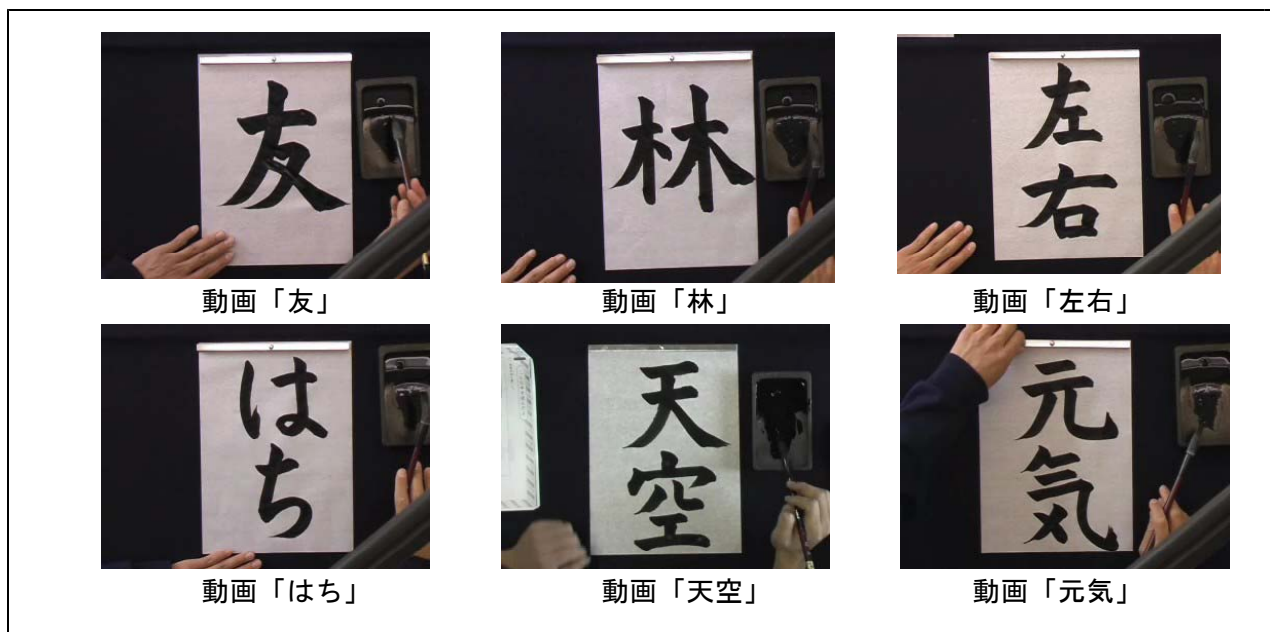 友
林
左右
動画「友」
動画「林」
動画「左右」
はち
天空
元気
動画「はち」
動画「天空」
動画「元気」